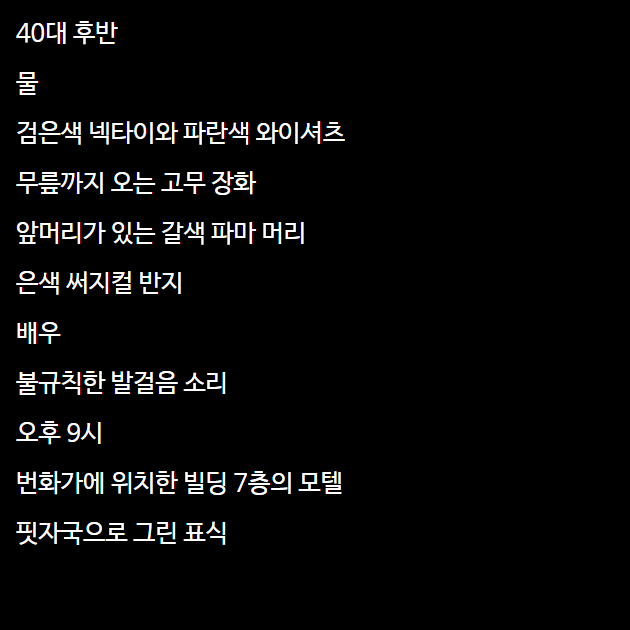 40대 후반
물
검은색 넥타이와 파란색 와이셔츠
무릎까지 오는 고무 장화
앞머리가 있는 갈색 파마 머리
은색 써지컬 반지
배우
불규칙한 발걸음 소리
오후 9시
번화가에 위치한 빌딩 7층의 모텔
핏자국으로 그린 표식